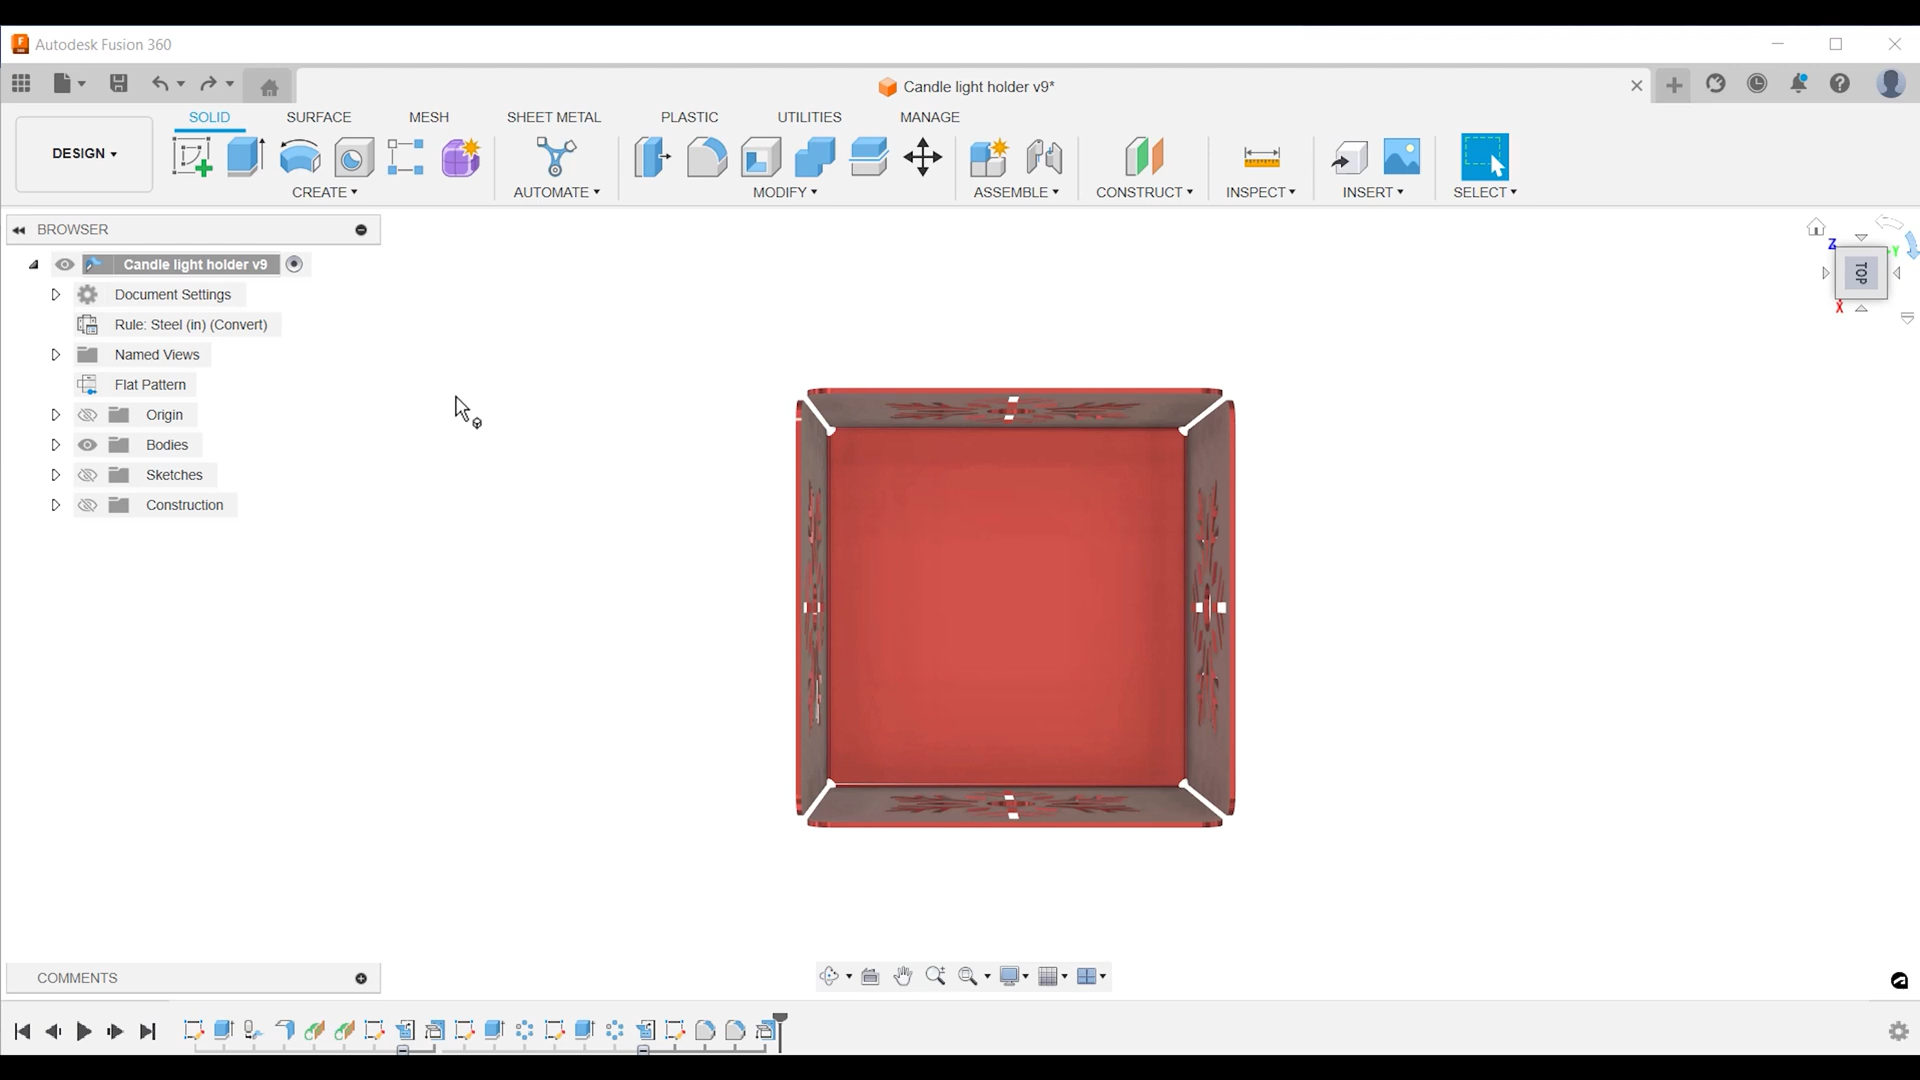 Autodesk Fusion 360
Candle light holder v9*
SOLID SURFACE MESH SHEET METAL PLASTIC UTILITIES MANAGE
DESIGN
CREATE AUTOMATE MODIFY ASSEMBLE CONSTRUCT INSPECT INSERT SELECT
BROWSER
Candle light holder v9
Document Settings
Rule: Steel (in) (Convert)
Named Views
Flat Pattern
Origin
Bodies
Sketches
Construction
Z
Y
TOP
X
COMMENTS